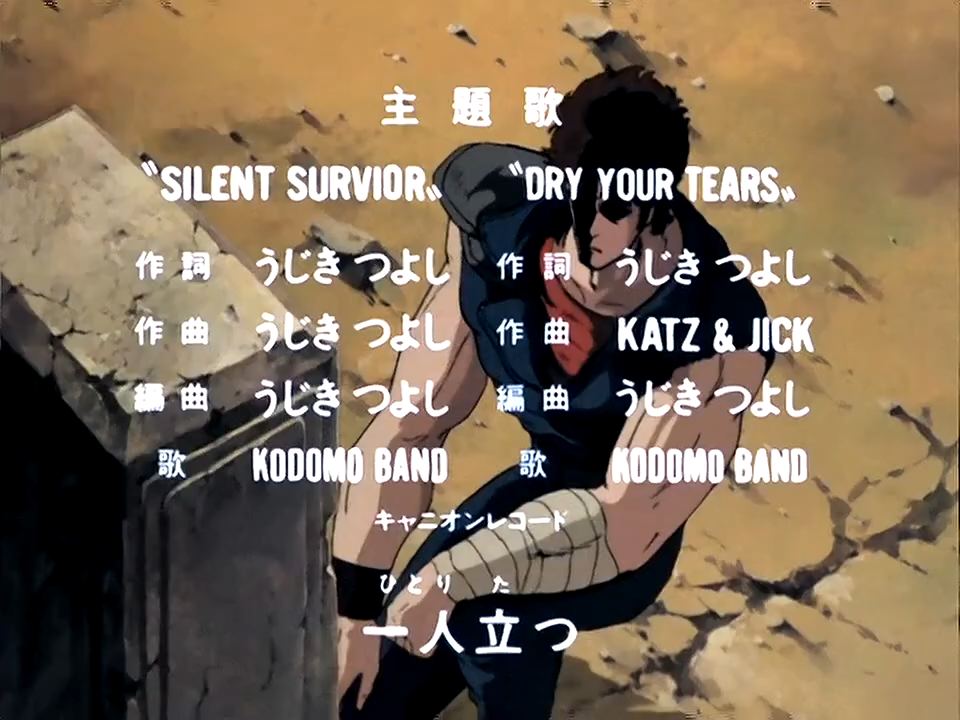 主題歌
〝SILENT SURVIOR〟 〝DRY YOUR TEARS〟
作詞 うじきつよし 作詞 うじきつよし
作曲 うじきつよし 作曲 KATZ & JICK
編曲 うじきつよし 編曲 うじきつよし
歌 KODOMO BAND 歌 KODOMO BAND
キャニオンレコード
ひとり た
一人立つ